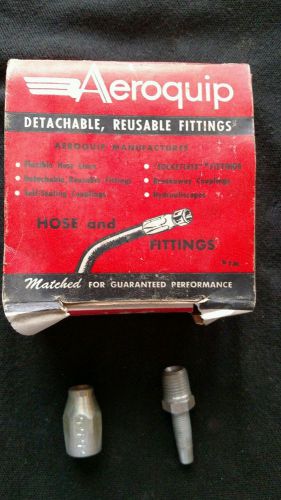 Aeroquip
DETACHABLE, REUSABLE FITTINGS
AEROQUIP MANUFACTURES
• Flexible Hose Lines
• Detachable, Reusable Fittings
• Self-Sealing Couplings
• "SOCKETLESS" FITTINGS
• Breakaway Couplings
• Hydrafuses
HOSE and
FITTINGS
Matched FOR GUARANTEED PERFORMANCE